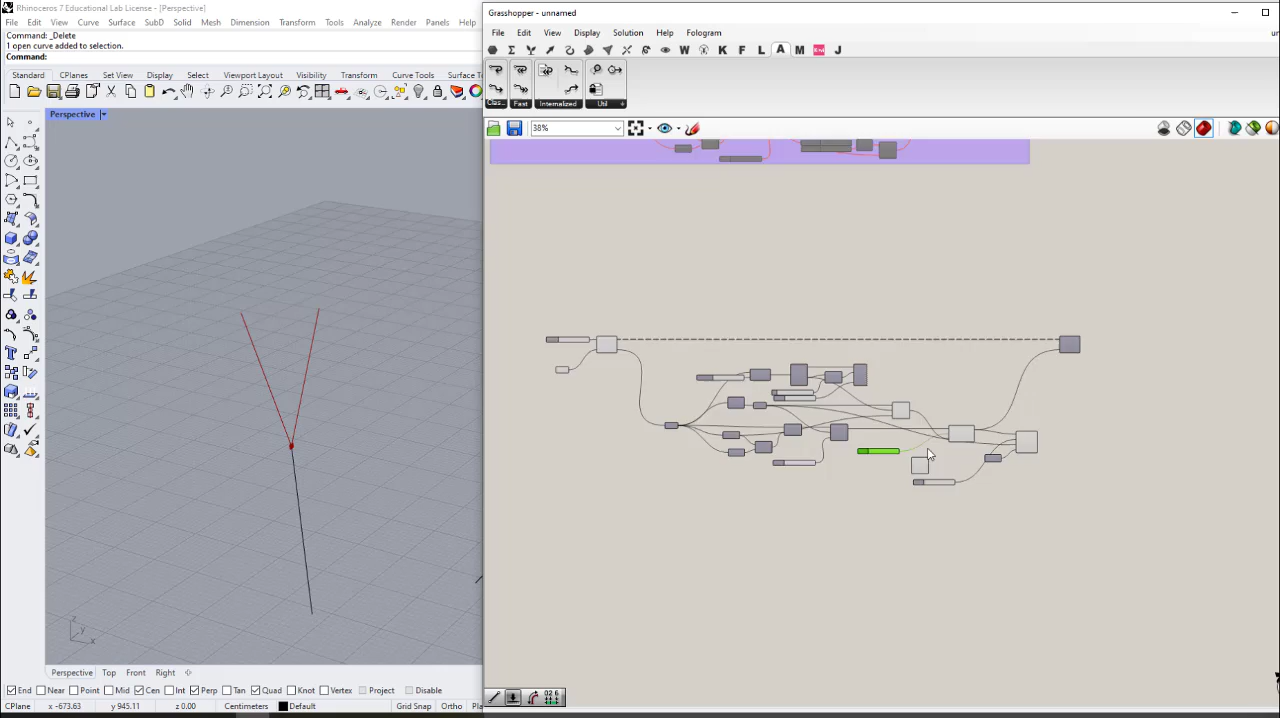 Rhinoceros 7 Educational Lab License - [Perspective]
File Edit View Curve Surface SubD Solid Mesh Dimension Transform Tools Analyze Render Panels Help
Command: _Delete
1 open curve added to selection.
Command:
Standard CPlanes Set View Display Select Viewport Layout Visibility Transform Curve Tools Surface T
Perspective
z
y
x
Perspective Top Front Right
End Near Point Mid Cen Int Perp Tan Quad Knot Vertex Project Disable
CPlane x -673.63 y 945.11 z 0.00 Centimeters Default Grid Snap Ortho Pla
Grasshopper - unnamed
File Edit View Display Solution Help Fologram
W K F L A M J
Clas... Fast Internalized Util
38%